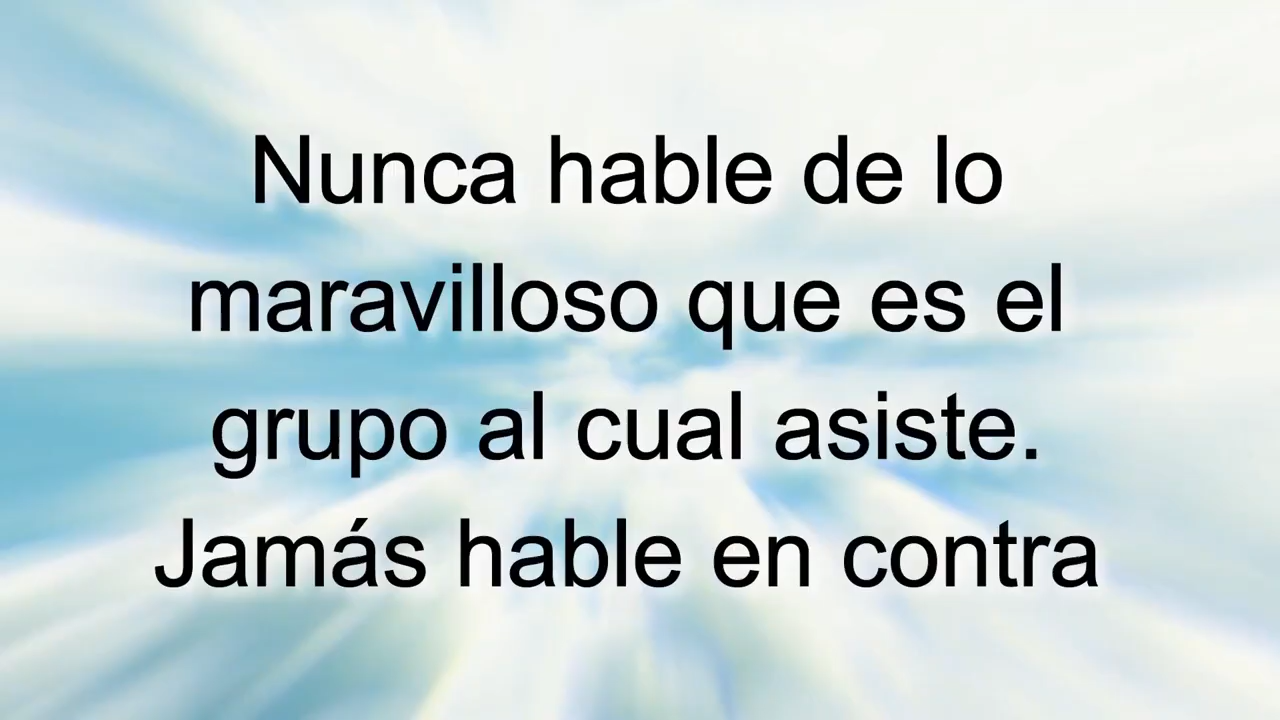 Nunca hable de lo
maravilloso que es el
grupo al cual asiste.
Jamás hable en contra